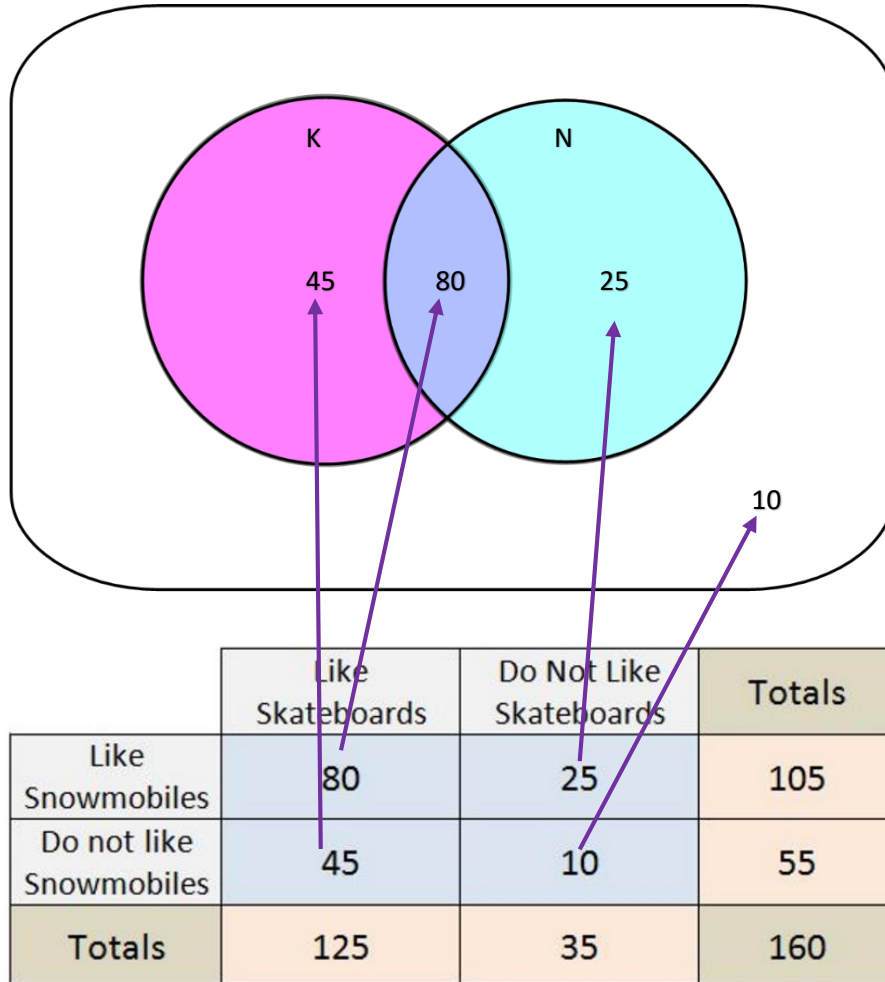 K N
45 80 25
10
Like Do Not Like Totals
Skateboards Skateboards
Like
Snowmobiles 80 25 105
Do not like
Snowmobiles 45 10 55
Totals 125 35 160